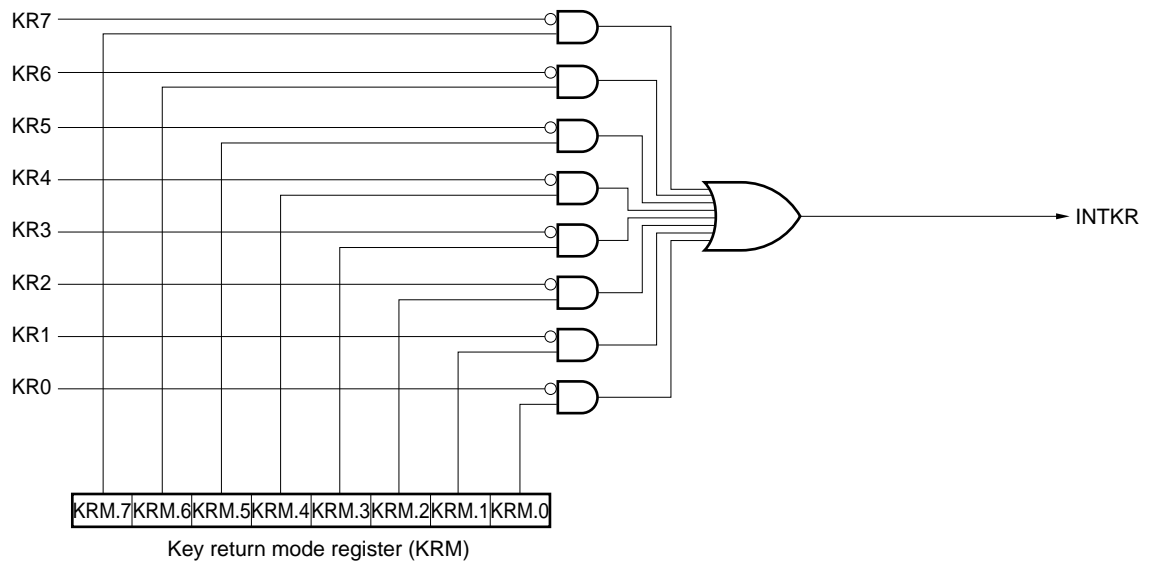 KR7
KR6
KR5
KR4
KR3
KR2
KR1
KR0
INTKR
KRM.7 KRM.6 KRM.5 KRM.4 KRM.3 KRM.2 KRM.1 KRM.0
Key return mode register (KRM)